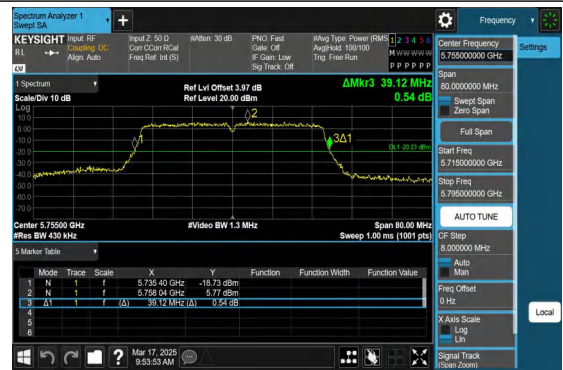 Spectrum Analyzer 1
Swept SA
Frequency
KEYSIGHT
RL
Input: RF
Coupling: DC
Align: Auto
Input Z: 50 Ω
Corr CCorr RCal
Freq Ref: Int (S)
#Atten: 30 dB
PNO: Fast
Gate: Off
IF Gain: Low
Sig Track: Off
#Avg Type: Power (RMS
Avg|Hold: 100/100
Trig: Free Run
1 2 3 4 5 6
M W W W W W
P P P P P P
Center Frequency
5.755000000 GHz
Settings
Span
80.0000000 MHz
Swept Span
Zero Span
Full Span
Start Freq
5.715000000 GHz
Stop Freq
5.795000000 GHz
AUTO TUNE
CF Step
8.000000 MHz
Auto
Man
Freq Offset
0 Hz
X Axis Scale
Log
Lin
Signal Track
(Span Zoom)
Local
1 Spectrum
Scale/Div 10 dB
Ref Lvl Offset 3.97 dB
Ref Level 20.00 dBm
ΔMkr3 39.12 MHz
0.54 dB
Log
10.0
0.00
-10.0
-20.0
-30.0
-40.0
-50.0
-60.0
-70.0
1
2
3Δ1
DL1 -20.23 dBm
Center 5.75500 GHz
#Res BW 430 kHz
#Video BW 1.3 MHz
Span 80.00 MHz
Sweep 1.00 ms (1001 pts)
5 Marker Table
Mode Trace Scale X Y Function Function Width Function Value
1 N 1 f 5.735 40 GHz -18.73 dBm
2 N 1 f 5.758 04 GHz 5.77 dBm
3 Δ1 1 f (Δ) 39.12 MHz (Δ) 0.54 dB
4
5
6
?
Mar 17, 2025
9:53:53 AM